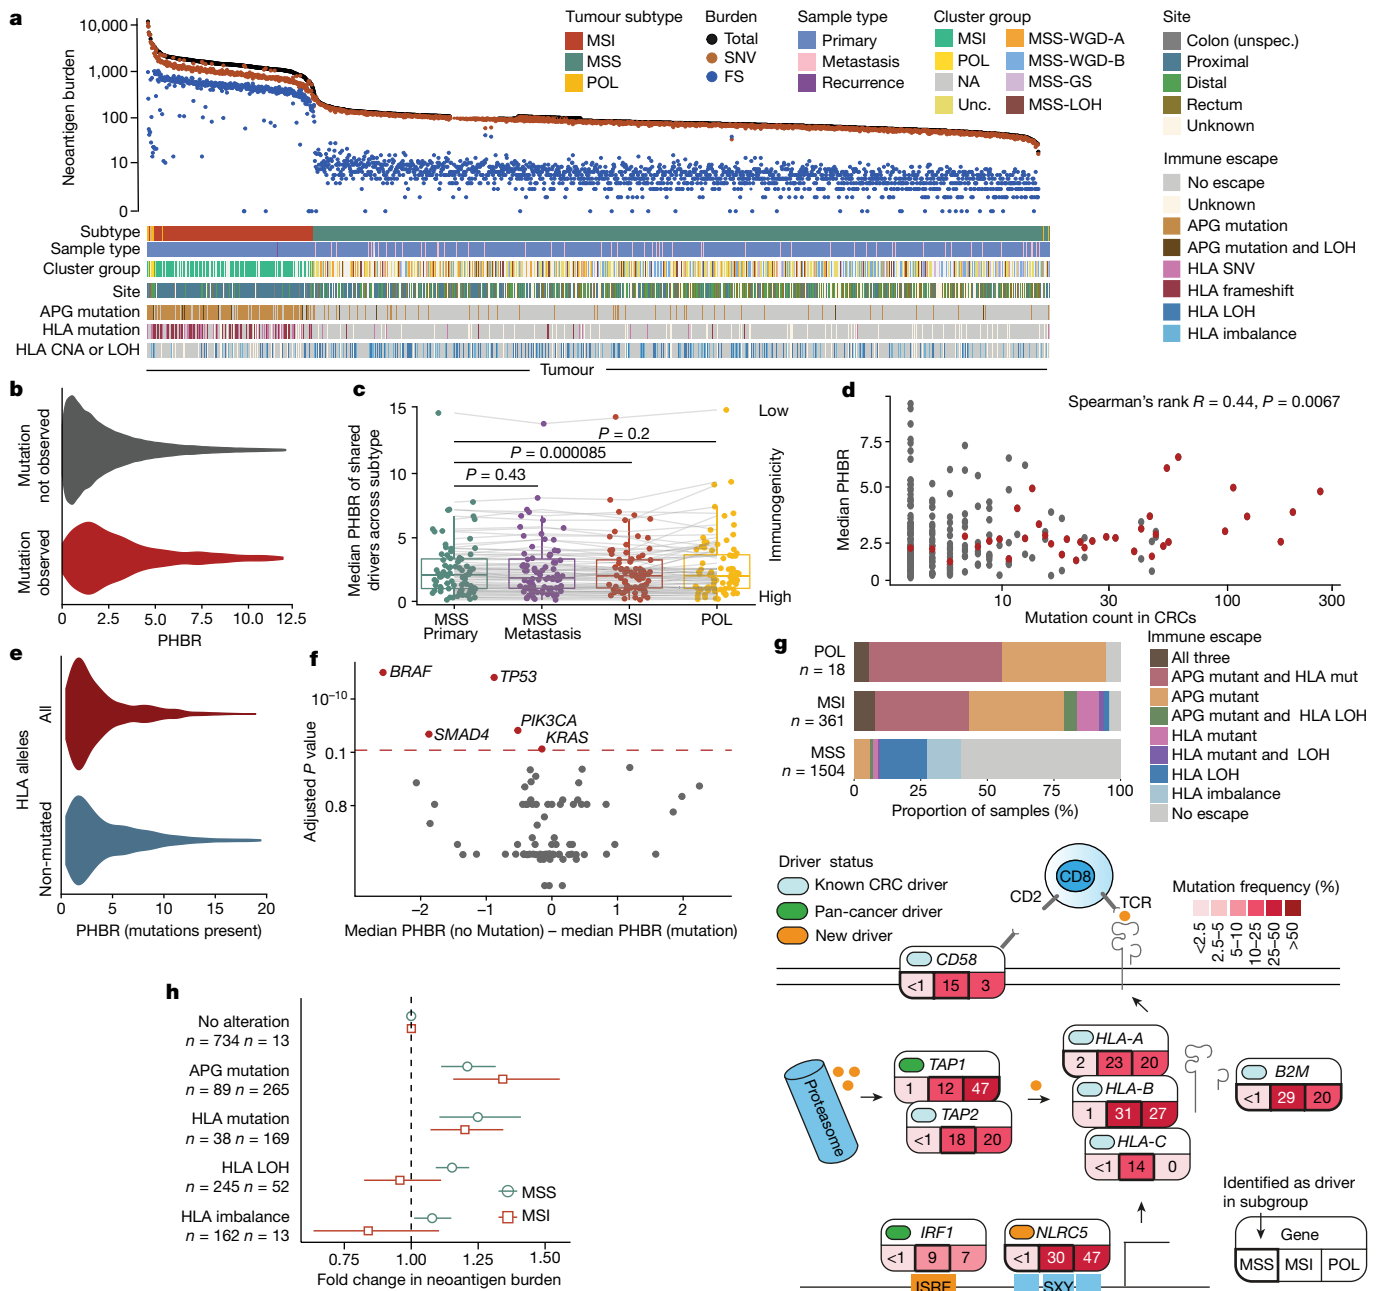 a
Neoantigen burden
10,000
1,000
100
10
0
Tumour subtype
MSI
MSS
POL
Burden
Total
SNV
FS
Sample type
Primary
Metastasis
Recurrence
Cluster group
MSI
POL
NA
Unc.
MSS-WGD-A
MSS-WGD-B
MSS-GS
MSS-LOH
Site
Colon (unspec.)
Proximal
Distal
Rectum
Unknown
Immune escape
No escape
Unknown
APG mutation
APG mutation and LOH
HLA SNV
HLA frameshift
HLA LOH
HLA imbalance
Subtype
Sample type
Cluster group
Site
APG mutation
HLA mutation
HLA CNA or LOH
Tumour
b
Mutation
not observed
Mutation
observed
0 2.5 5.0 7.5 10.0 12.5
PHBR
c
Median PHBR of shared
drivers across subtype
15
10
5
0
P = 0.2
P = 0.000085
P = 0.43
Low
Immunogenicity
High
MSS
Primary
MSS
Metastasis
MSI
POL
d
Spearman's rank R = 0.44, P = 0.0067
Median PHBR
7.5
5.0
2.5
0
10 30 100 300
Mutation count in CRCs
e
HLA alleles
All
Non-mutated
0 5 10 15 20
PHBR (mutations present)
f
Adjusted P value
10⁻¹⁰
0.1
0.8
BRAF
TP53
SMAD4
PIK3CA
KRAS
−2 −1 0 1 2
Median PHBR (no Mutation) – median PHBR (mutation)
g
POL
n = 18
MSI
n = 361
MSS
n = 1504
0 25 50 75 100
Proportion of samples (%)
Immune escape
All three
APG mutant and HLA mut
APG mutant
APG mutant and HLA LOH
HLA mutant
HLA mutant and LOH
HLA LOH
HLA imbalance
No escape
Driver status
Known CRC driver
Pan-cancer driver
New driver
CD8
CD2
TCR
Mutation frequency (%)
<2.5
2.5–5
5–10
10–25
25–50
>50
CD58
<1 15 3
Proteasome
TAP1
1 12 47
TAP2
<1 18 20
HLA-A
2 23 20
HLA-B
1 31 27
HLA-C
<1 14 0
B2M
<1 29 20
IRF1
<1 9 7
ISRE
NLRC5
<1 30 47
SXY
Identified as driver
in subgroup
Gene
MSS MSI POL
h
No alteration
n = 734 n = 13
APG mutation
n = 89 n = 265
HLA mutation
n = 38 n = 169
HLA LOH
n = 245 n = 52
HLA imbalance
n = 162 n = 13
MSS
MSI
0.75 1.00 1.25 1.50
Fold change in neoantigen burden